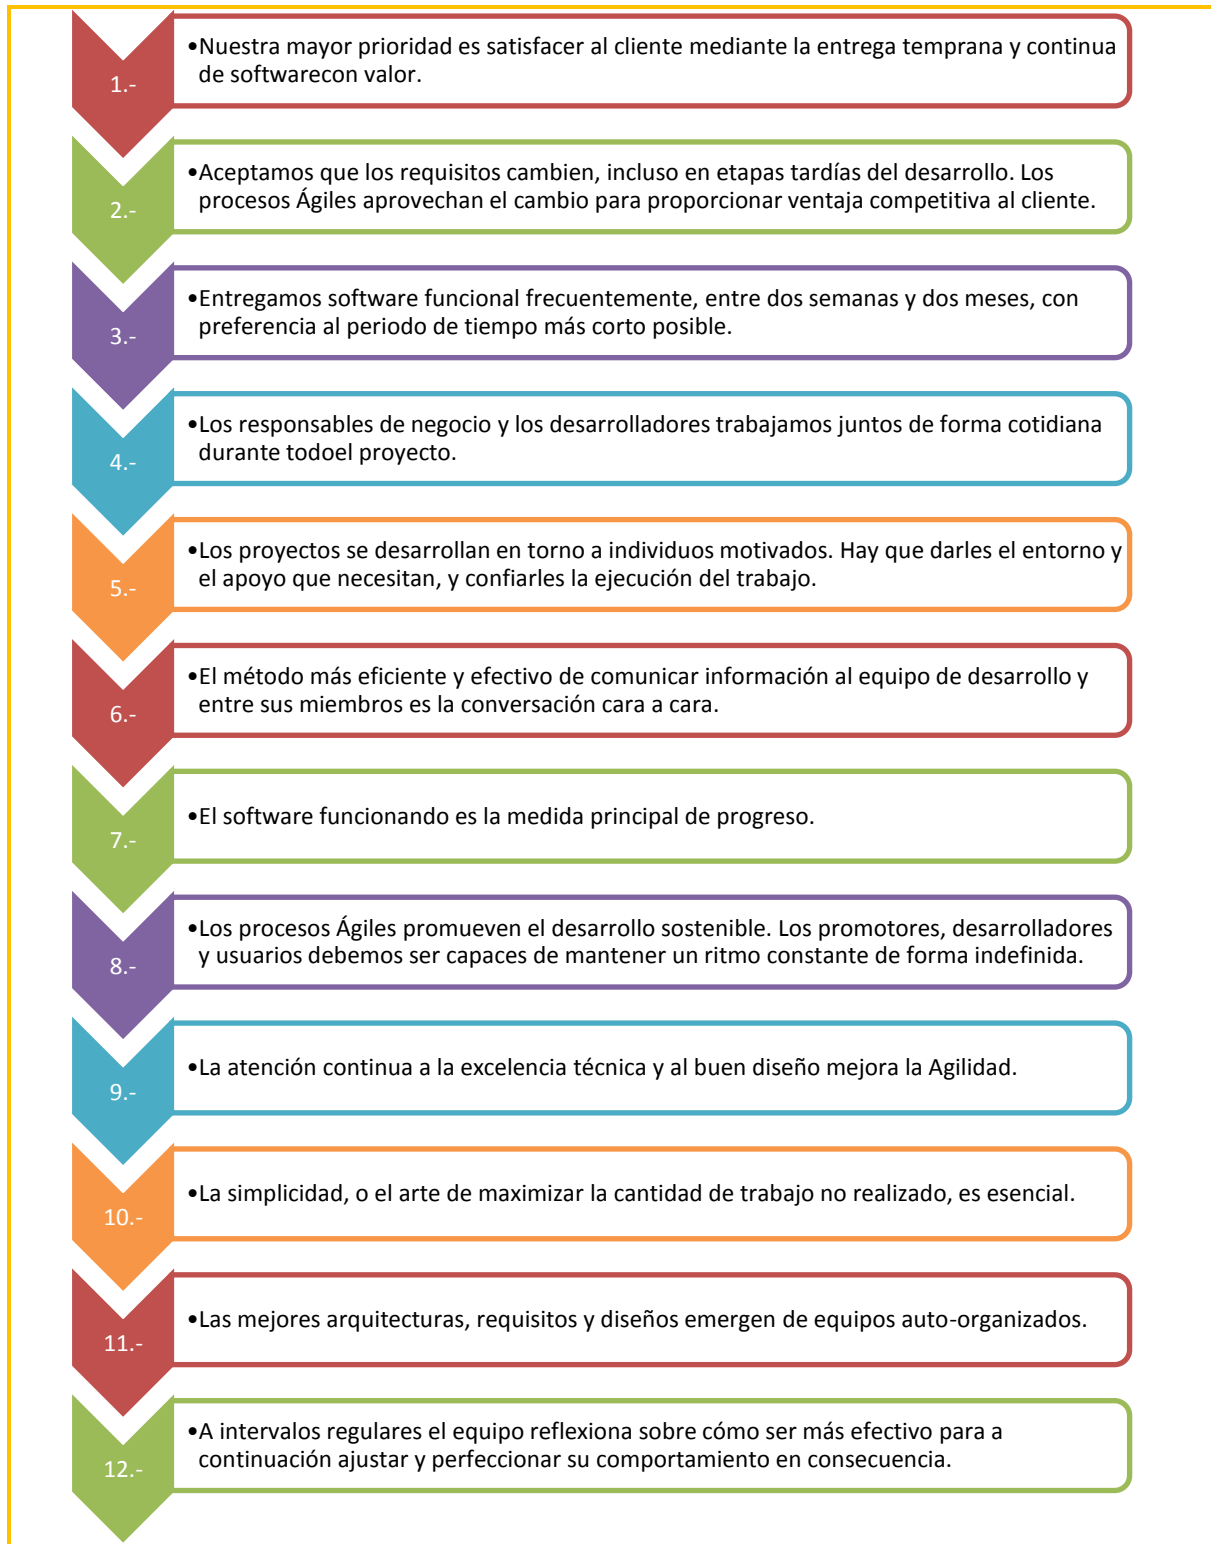 1.-
•Nuestra mayor prioridad es satisfacer al cliente mediante la entrega temprana y continua
de softwarecon valor.
2.-
•Aceptamos que los requisitos cambien, incluso en etapas tardías del desarrollo. Los
procesos Ágiles aprovechan el cambio para proporcionar ventaja competitiva al cliente.
3.-
•Entregamos software funcional frecuentemente, entre dos semanas y dos meses, con
preferencia al periodo de tiempo más corto posible.
4.-
•Los responsables de negocio y los desarrolladores trabajamos juntos de forma cotidiana
durante todoel proyecto.
5.-
•Los proyectos se desarrollan en torno a individuos motivados. Hay que darles el entorno y
el apoyo que necesitan, y confiarles la ejecución del trabajo.
6.-
•El método más eficiente y efectivo de comunicar información al equipo de desarrollo y
entre sus miembros es la conversación cara a cara.
7.-
•El software funcionando es la medida principal de progreso.
8.-
•Los procesos Ágiles promueven el desarrollo sostenible. Los promotores, desarrolladores
y usuarios debemos ser capaces de mantener un ritmo constante de forma indefinida.
9.-
•La atención continua a la excelencia técnica y al buen diseño mejora la Agilidad.
10.-
•La simplicidad, o el arte de maximizar la cantidad de trabajo no realizado, es esencial.
11.-
•Las mejores arquitecturas, requisitos y diseños emergen de equipos auto-organizados.
12.-
•A intervalos regulares el equipo reflexiona sobre cómo ser más efectivo para a
continuación ajustar y perfeccionar su comportamiento en consecuencia.